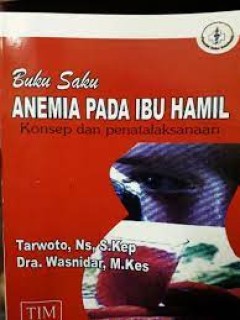 Buku Saku
ANEMIA PADA IBU HAMIL
Konsep dan penatalaksanaan
Tarwoto, Ns, S.Kep
Dra. Wasnidar, M.Kes
TIM